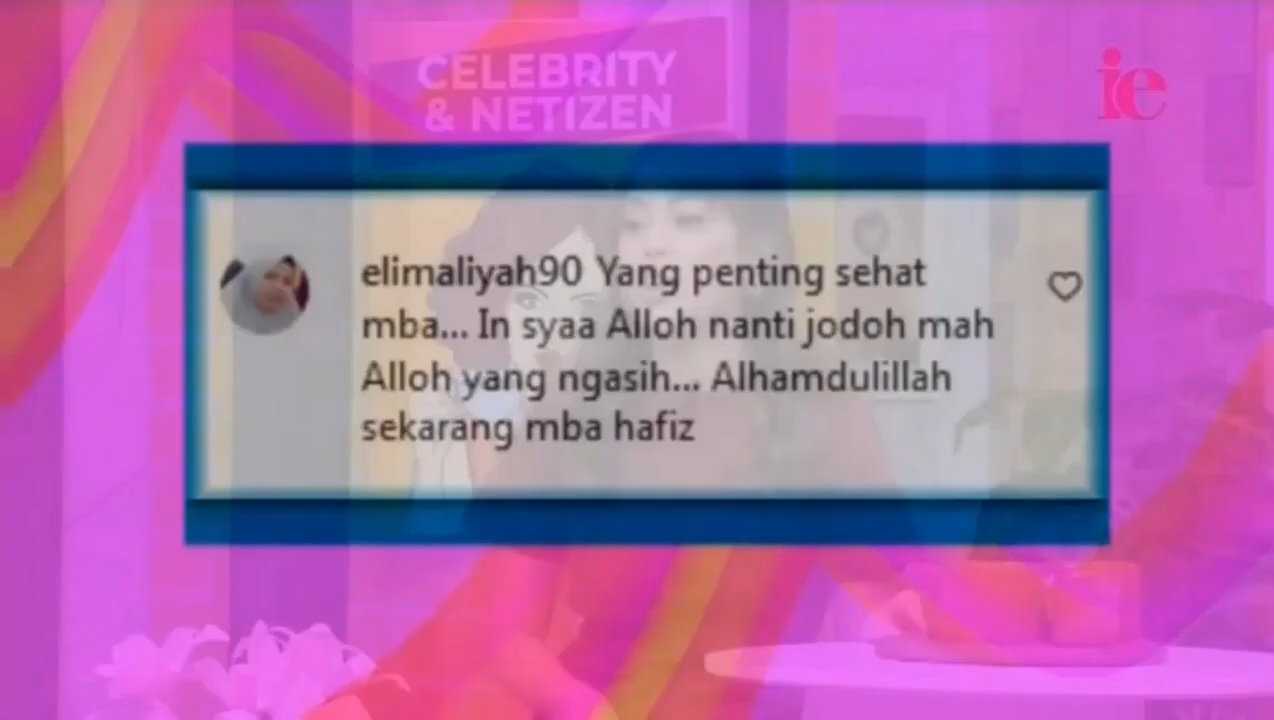 CELEBRITY
& NETIZEN
ie
elimaliyah90 Yang penting sehat
mba... In syaa Alloh nanti jodoh mah
Alloh yang ngasih... Alhamdulillah
sekarang mba hafiz